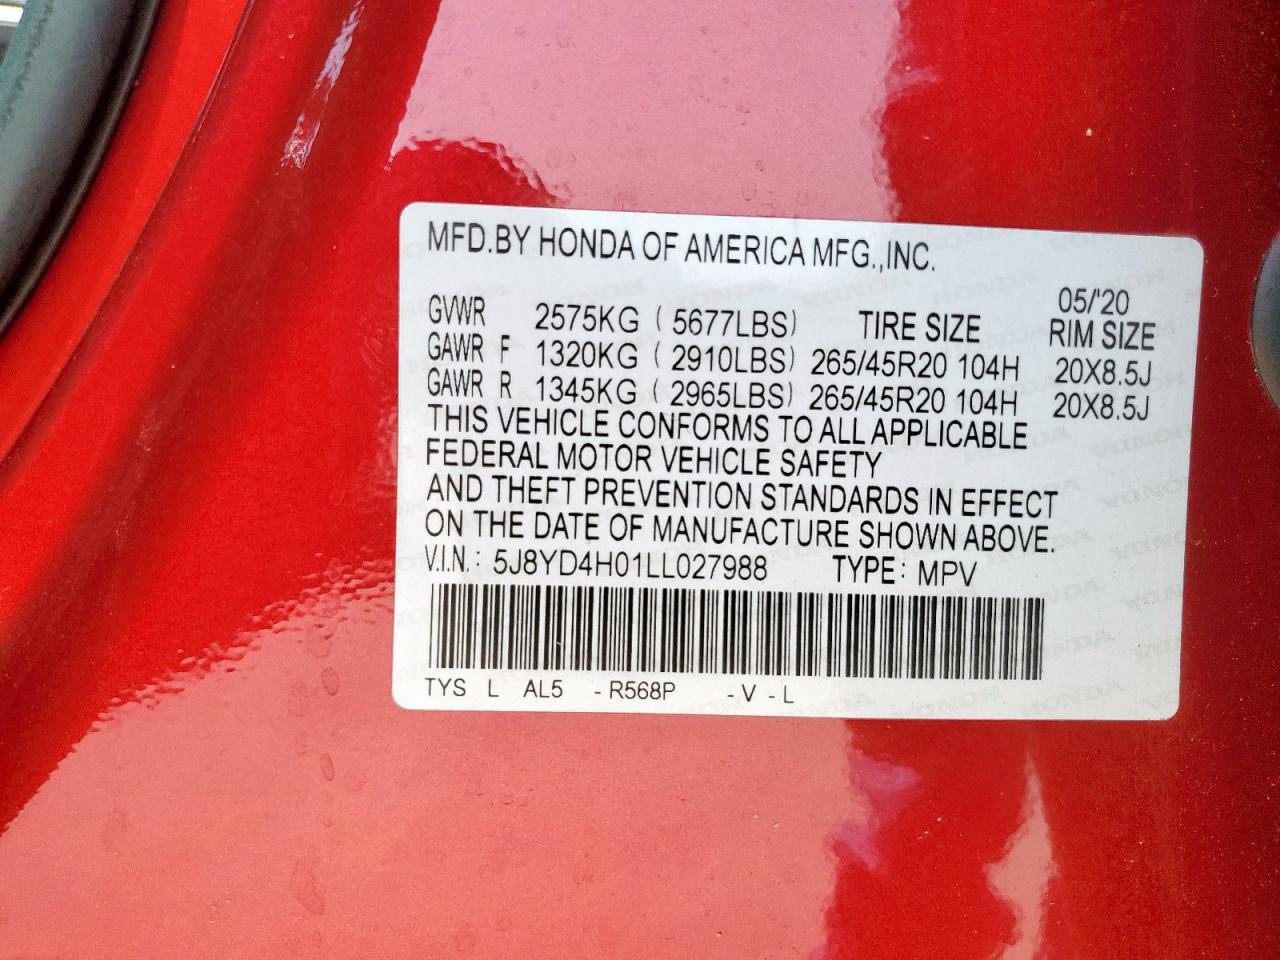 MFD.BY HONDA OF AMERICA MFG.,INC.
05/'20
GVWR 2575KG ( 5677LBS) TIRE SIZE RIM SIZE
GAWR F 1320KG ( 2910LBS) 265/45R20 104H 20X8.5J
GAWR R 1345KG ( 2965LBS) 265/45R20 104H 20X8.5J
THIS VEHICLE CONFORMS TO ALL APPLICABLE
FEDERAL MOTOR VEHICLE SAFETY
AND THEFT PREVENTION STANDARDS IN EFFECT
ON THE DATE OF MANUFACTURE SHOWN ABOVE.
V.I.N.: 5J8YD4H01LL027988 TYPE: MPV
TYS L AL5 -R568P -V -L